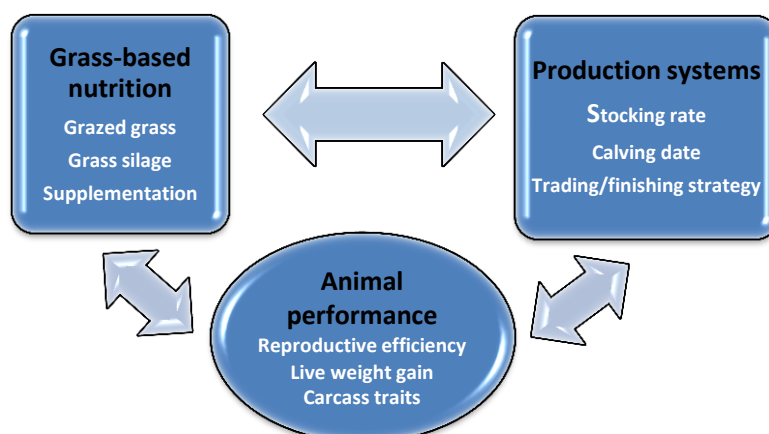 Grass-based
nutrition
Grazed grass
Grass silage
Supplementation
Production systems
Stocking rate
Calving date
Trading/finishing strategy
Animal
performance
Reproductive efficiency
Live weight gain
Carcass traits